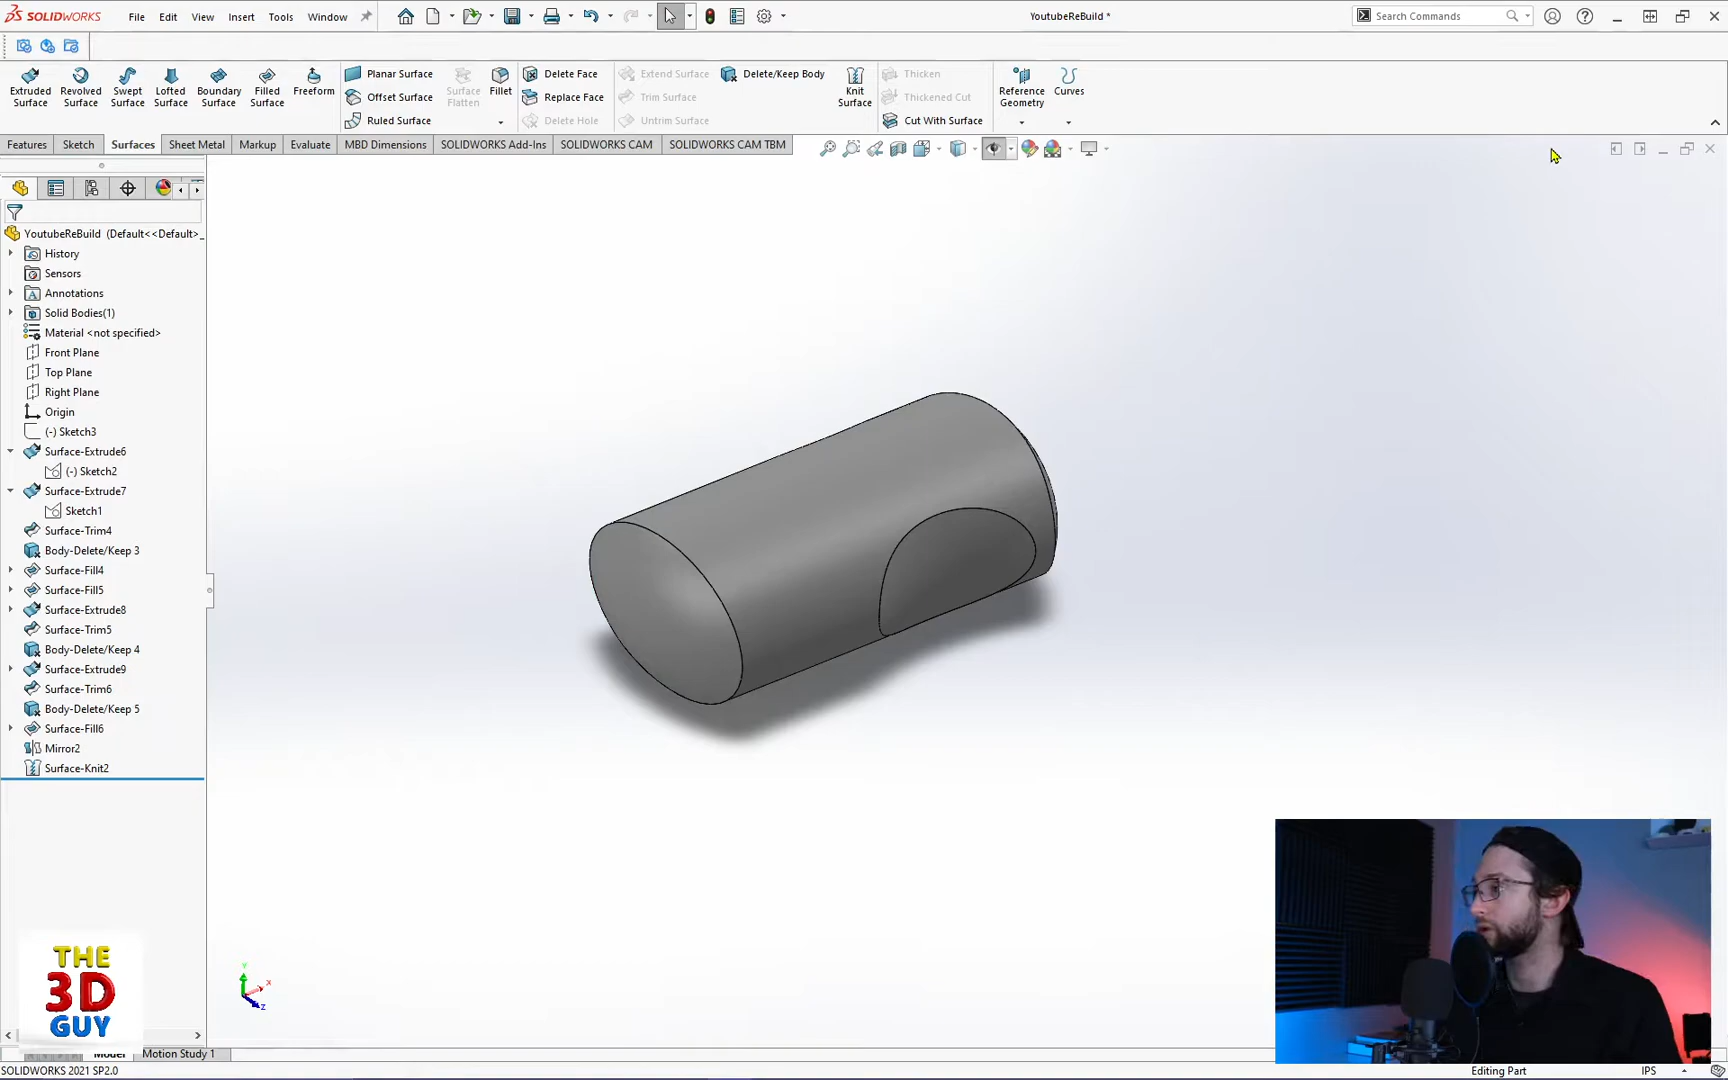 SOLIDWORKS
File
Edit
View
Insert
Tools
Window
YoutubeReBuild *
Search Commands
Extruded Surface
Revolved Surface
Swept Surface
Lofted Surface
Boundary Surface
Filled Surface
Freeform
Planar Surface
Offset Surface
Ruled Surface
Surface Flatten
Fillet
Delete Face
Replace Face
Delete Hole
Extend Surface
Trim Surface
Untrim Surface
Delete/Keep Body
Knit Surface
Thicken
Thickened Cut
Cut With Surface
Reference Geometry
Curves
Features
Sketch
Surfaces
Sheet Metal
Markup
Evaluate
MBD Dimensions
SOLIDWORKS Add-Ins
SOLIDWORKS CAM
SOLIDWORKS CAM TBM
YoutubeReBuild (Default<<Default>_
History
Sensors
Annotations
Solid Bodies(1)
Material <not specified>
Front Plane
Top Plane
Right Plane
Origin
(-) Sketch3
Surface-Extrude6
(-) Sketch2
Surface-Extrude7
Sketch1
Surface-Trim4
Body-Delete/Keep 3
Surface-Fill4
Surface-Fill5
Surface-Extrude8
Surface-Trim5
Body-Delete/Keep 4
Surface-Extrude9
Surface-Trim6
Body-Delete/Keep 5
Surface-Fill6
Mirror2
Surface-Knit2
THE
3D
GUY
Y
X
Z
Model
Motion Study 1
SOLIDWORKS 2021 SP2.0
Editing Part
IPS